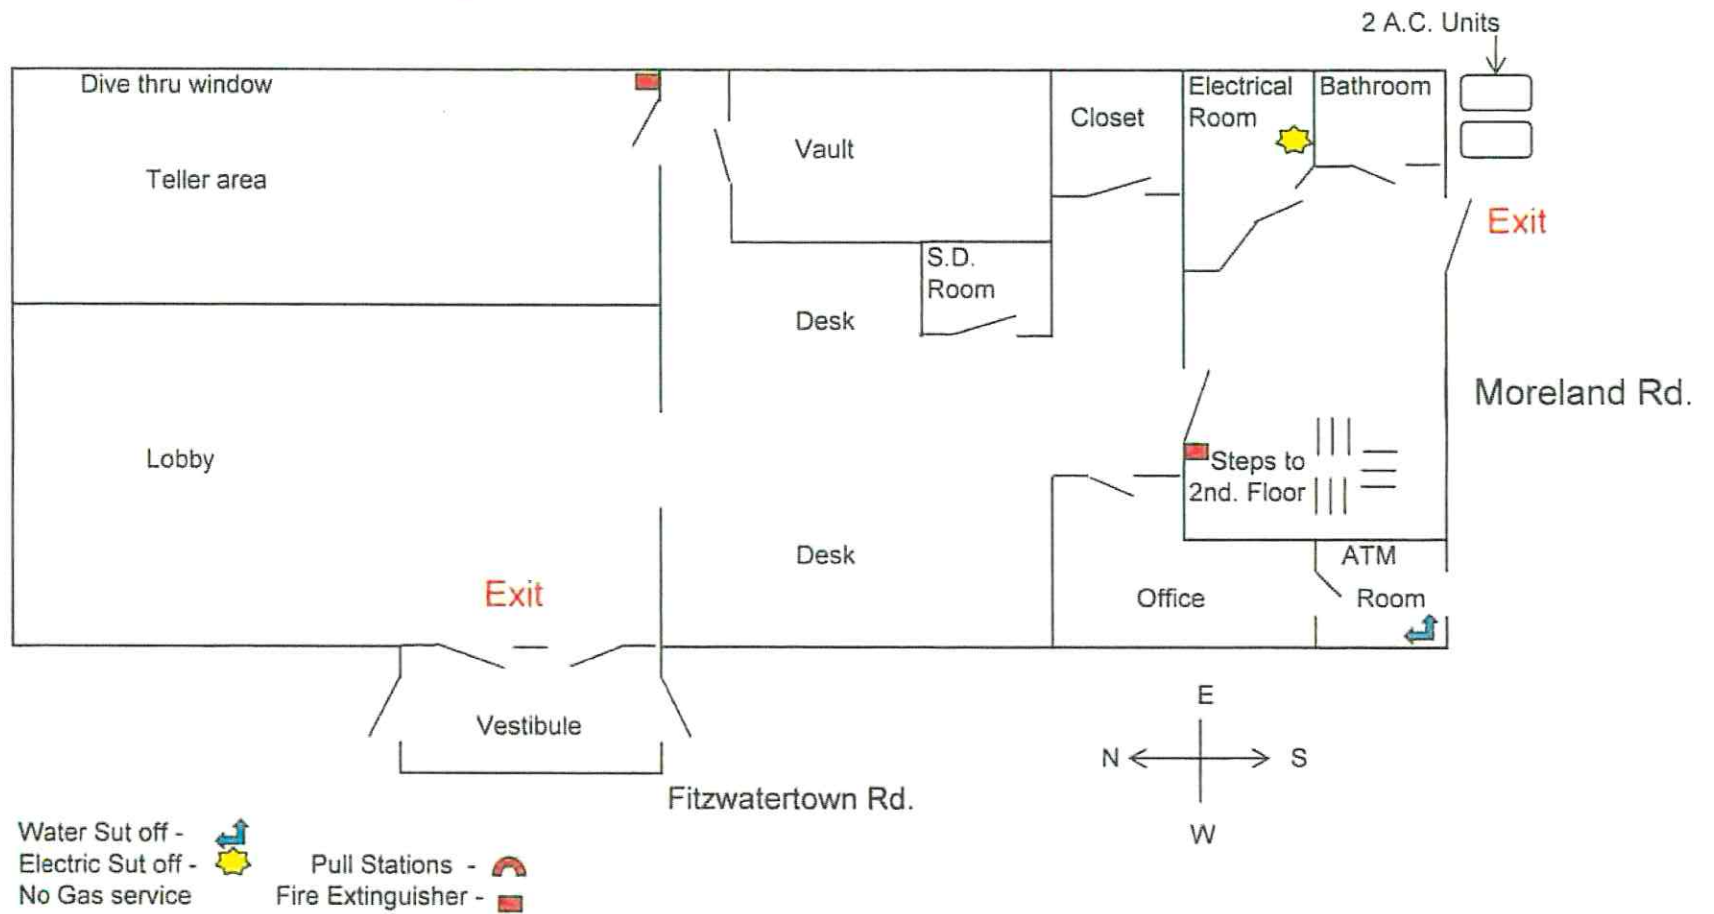 2 A.C. Units
Dive thru window
Electrical
Room
Bathroom
Closet
Vault
Teller area
Exit
S.D.
Room
Desk
Moreland Rd.
Lobby
Steps to
2nd. Floor
Desk
ATM
Room
Exit
Office
Vestibule
E
N
S
W
Fitzwatertown Rd.
Water Sut off -
Electric Sut off -
Pull Stations -
No Gas service
Fire Extinguisher -